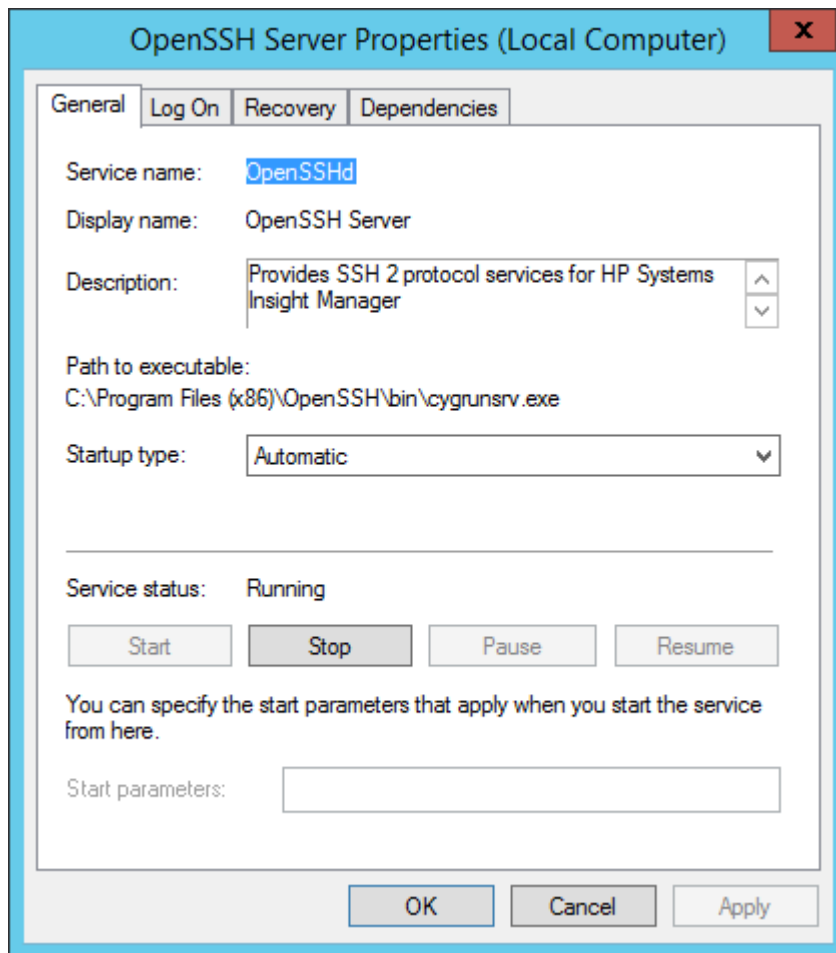 OpenSSH Server Properties (Local Computer)
x
General Log On Recovery Dependencies
Service name: OpenSSHd
Display name: OpenSSH Server
Description: Provides SSH 2 protocol services for HP Systems
Insight Manager
Path to executable:
C:\Program Files (x86)\OpenSSH\bin\cygrunsrv.exe
Startup type: Automatic
Service status: Running
Start Stop Pause Resume
You can specify the start parameters that apply when you start the service
from here.
Start parameters:
OK Cancel Apply